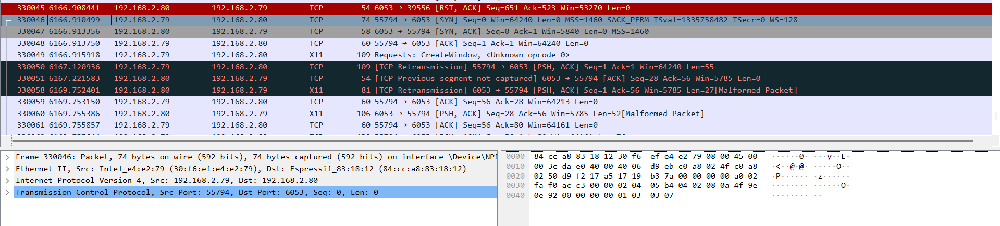 330045 6166.908441 192.168.2.80 192.168.2.79 TCP 54 6053 → 39556 [RST, ACK] Seq=651 Ack=523 Win=53270 Len=0
330046 6166.910499 192.168.2.79 192.168.2.80 TCP 74 55794 → 6053 [SYN] Seq=0 Win=64240 Len=0 MSS=1460 SACK_PERM TSval=1335758482 TSecr=0 WS=128
330047 6166.913356 192.168.2.80 192.168.2.79 TCP 58 6053 → 55794 [SYN, ACK] Seq=0 Ack=1 Win=5840 Len=0 MSS=1460
330048 6166.913750 192.168.2.79 192.168.2.80 TCP 60 55794 → 6053 [ACK] Seq=1 Ack=1 Win=64240 Len=0
330049 6166.915918 192.168.2.79 192.168.2.80 X11 109 Requests: CreateWindow, <Unknown opcode 0>
330050 6167.120936 192.168.2.79 192.168.2.80 TCP 109 [TCP Retransmission] 55794 → 6053 [PSH, ACK] Seq=1 Ack=1 Win=64240 Len=55
330051 6167.221583 192.168.2.80 192.168.2.79 TCP 54 [TCP Previous segment not captured] 6053 → 55794 [ACK] Seq=28 Ack=56 Win=5785 Len=0
330058 6169.752401 192.168.2.80 192.168.2.79 X11 81 [TCP Retransmission] 6053 → 55794 [PSH, ACK] Seq=1 Ack=56 Win=5785 Len=27[Malformed Packet]
330059 6169.753150 192.168.2.79 192.168.2.80 TCP 60 55794 → 6053 [ACK] Seq=56 Ack=28 Win=64213 Len=0
330060 6169.755386 192.168.2.80 192.168.2.79 X11 106 6053 → 55794 [PSH, ACK] Seq=28 Ack=56 Win=5785 Len=52[Malformed Packet]
330061 6169.755857 192.168.2.79 192.168.2.80 TCP 60 55794 → 6053 [ACK] Seq=56 Ack=80 Win=64161 Len=0
Frame 330046: Packet, 74 bytes on wire (592 bits), 74 bytes captured (592 bits) on interface \Device\NPF
Ethernet II, Src: Intel_e4:e2:79 (30:f6:ef:e4:e2:79), Dst: Espressif_83:18:12 (84:cc:a8:83:18:12)
Internet Protocol Version 4, Src: 192.168.2.79, Dst: 192.168.2.80
Transmission Control Protocol, Src Port: 55794, Dst Port: 6053, Seq: 0, Len: 0
0000 84 cc a8 83 18 12 30 f6 ef e4 e2 79 08 00 45 00 ······0· ···y··E·
0010 00 3c da e0 40 00 40 06 d9 eb c0 a8 02 4f c0 a8 ·<··@·@· ·····O··
0020 02 50 d9 f2 17 a5 17 19 b3 7a 00 00 00 00 a0 02 ·P······ ·z······
0030 fa f0 ac c3 00 00 02 04 05 b4 04 02 08 0a 4f 9e ········ ······O·
0040 0e 92 00 00 00 00 01 03 03 07 ········ ··